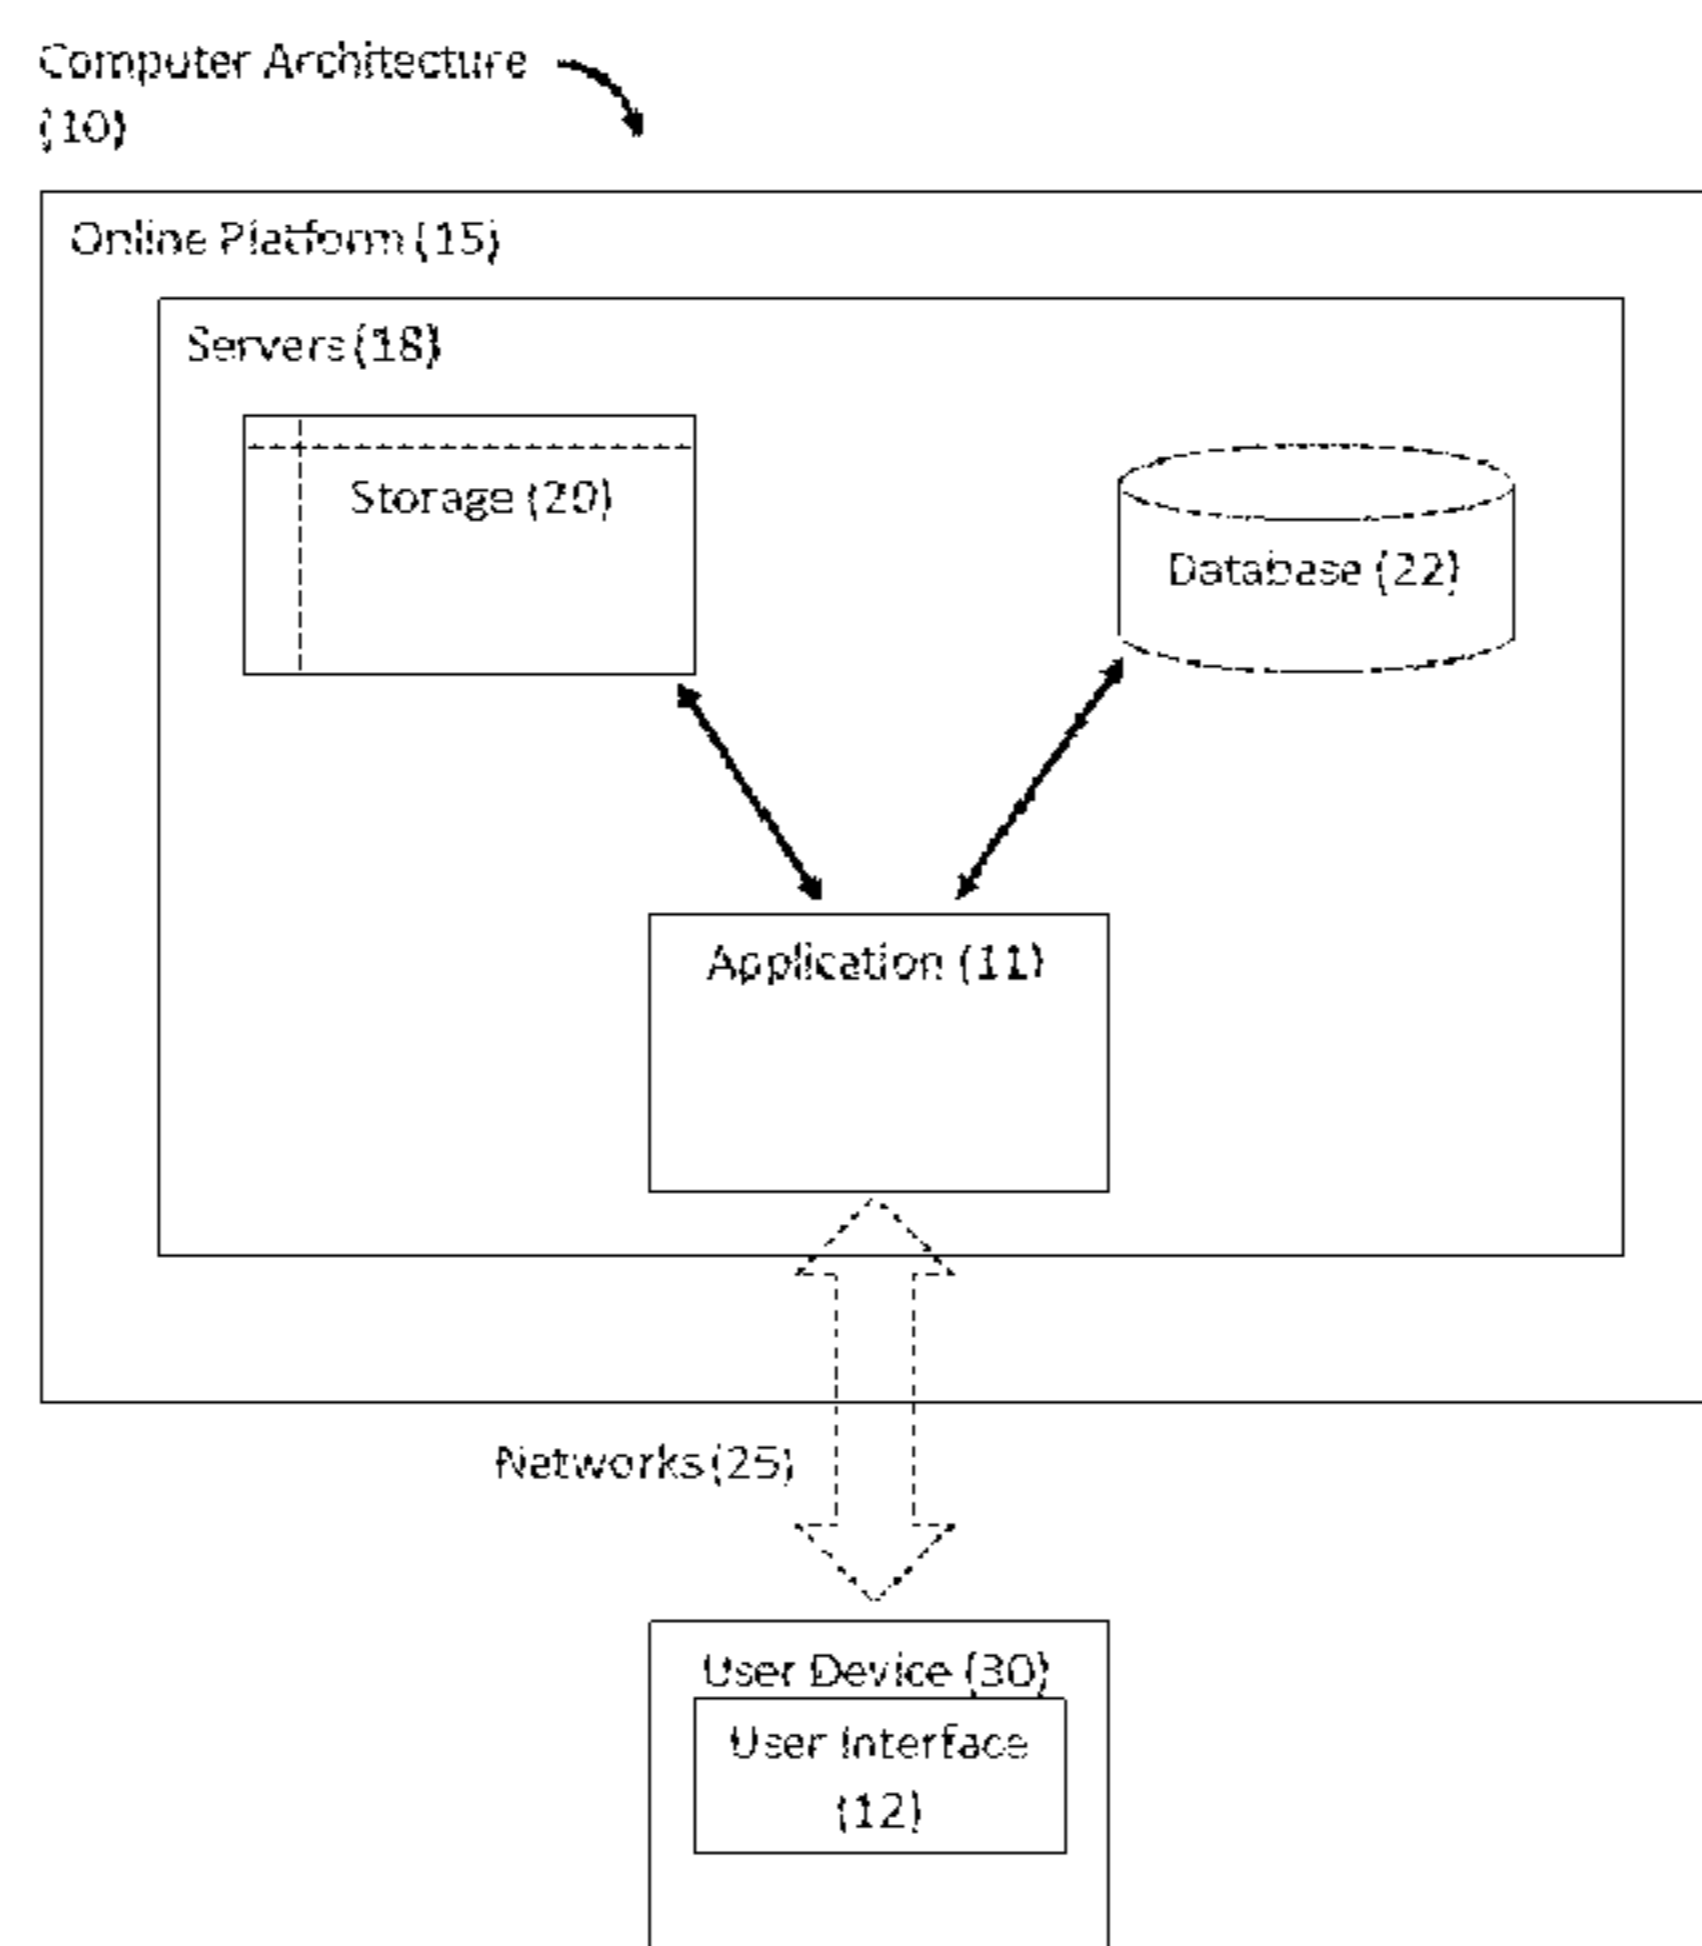 Computer Architecture
(10)
Online Platform (15)
Servers (18)
Storage (20)
Database (22)
Application (11)
Networks (25)
User Device (30)
User Interface
(12)